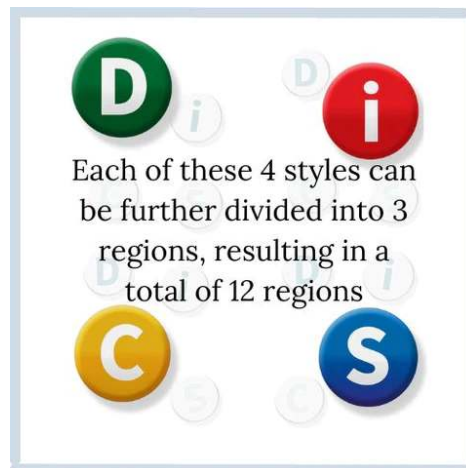 D
i
Each of these 4 styles can
be further divided into 3
regions, resulting in a
total of 12 regions
C
S